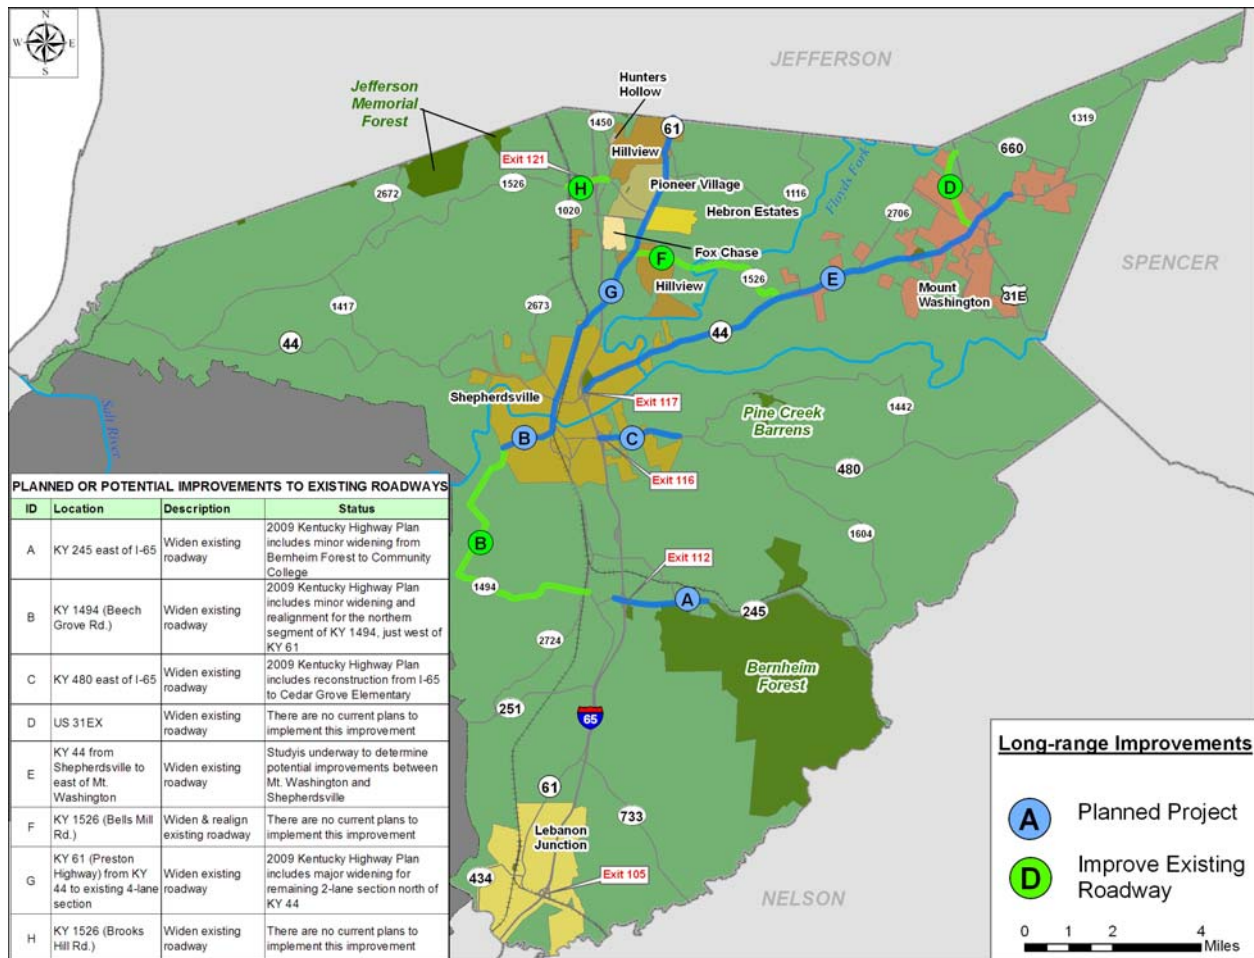 N
W E
S
JEFFERSON
Jefferson
Memorial
Forest
Hunters
Hollow
1450
61
1319
660
Hillview
Exit 121
H
1526
2672
1020
Pioneer Village
1116
Floyds Fork
2706
D
Hebron Estates
Fox Chase
F
Hillview
1526
E
SPENCER
Mount
Washington
31E
G
1417
2673
44
44
Salt River
Shepherdsville
Exit 117
Pine Creek
Barrens
1442
B
C
480
Exit 116
1604
B
Exit 112
1494
A
245
2724
Bernheim
Forest
251
65
61
733
Lebanon
Junction
434
Exit 105
NELSON
PLANNED OR POTENTIAL IMPROVEMENTS TO EXISTING ROADWAYS
ID Location Description Status
A KY 245 east of I-65 Widen existing
roadway 2009 Kentucky Highway Plan
includes minor widening from
Bernheim Forest to Community
College
B KY 1494 (Beech
Grove Rd.) Widen existing
roadway 2009 Kentucky Highway Plan
includes minor widening and
realignment for the northern
segment of KY 1494, just west of
KY 61
C KY 480 east of I-65 Widen existing
roadway 2009 Kentucky Highway Plan
includes reconstruction from I-65
to Cedar Grove Elementary
D US 31EX Widen existing
roadway There are no current plans to
implement this improvement
E KY 44 from
Shepherdsville to
east of Mt.
Washington Widen existing
roadway Studyis underway to determine
potential improvements between
Mt. Washington and
Shepherdsville
F KY 1526 (Bells Mill
Rd.) Widen & realign
existing roadway There are no current plans to
implement this improvement
G KY 61 (Preston
Highway) from KY
44 to existing 4-lane
section Widen existing
roadway 2009 Kentucky Highway Plan
includes major widening for
remaining 2-lane section north of
KY 44
H KY 1526 (Brooks
Hill Rd.) Widen existing
roadway There are no current plans to
implement this improvement
Long-range Improvements
A Planned Project
D Improve Existing
Roadway
0 1 2 4
Miles